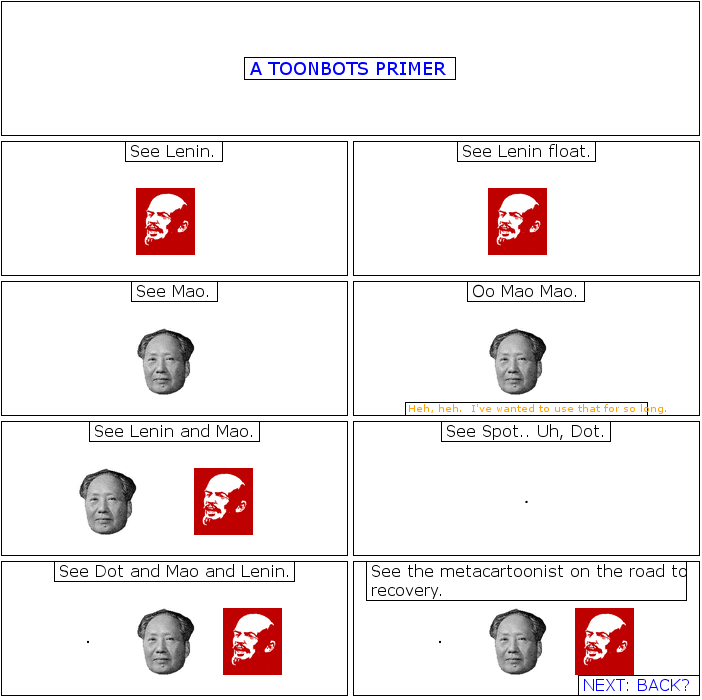 A TOONBOTS PRIMER
See Lenin.
See Lenin float.
See Mao.
Oo Mao Mao.
Heh, heh.  I've wanted to use that for so long.
See Lenin and Mao.
See Spot.. Uh, Dot.
See Dot and Mao and Lenin.
See the metacartoonist on the road to
recovery.
NEXT: BACK?